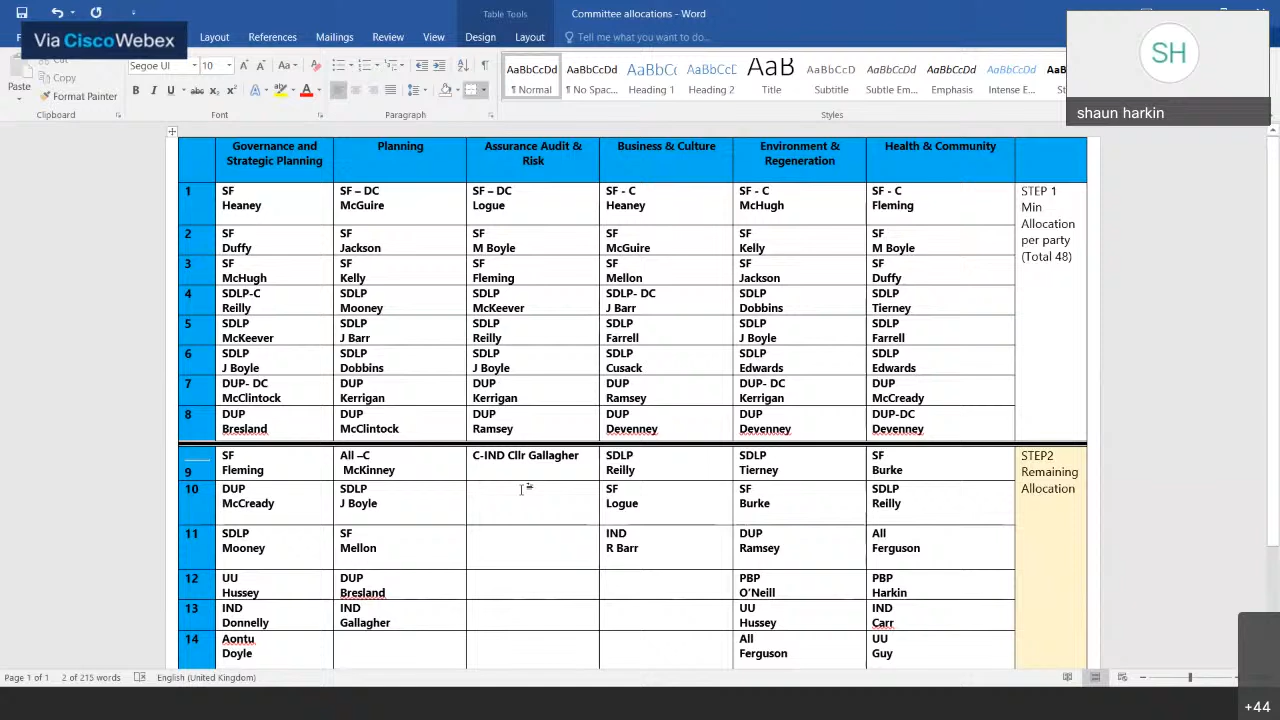 Table Tools
Committee allocations - Word
Via Cisco Webex
Layout References Mailings Review View Design Layout Tell me what you want to do...
SH
shaun harkin
Paste
Cut
Copy
Format Painter
Clipboard
Segoe UI 10
Font
Paragraph
AaBbCcDd AaBbCcDd AaBbCc AaBbCcE AaB AaBbCcD AaBbCcDd AaBbCcDd AaBbCcDd
¶ Normal ¶ No Spac... Heading 1 Heading 2 Title Subtitle Subtle Em... Emphasis Intense E...
Styles
Governance and Strategic Planning | Planning | Assurance Audit & Risk | Business & Culture | Environment & Regeneration | Health & Community
1 | SF Heaney | SF – DC McGuire | SF – DC Logue | SF - C Heaney | SF - C McHugh | SF - C Fleming | STEP 1 Min Allocation per party (Total 48)
2 | SF Duffy | SF Jackson | SF M Boyle | SF McGuire | SF Kelly | SF M Boyle
3 | SF McHugh | SF Kelly | SF Fleming | SF Mellon | SF Jackson | SF Duffy
4 | SDLP-C Reilly | SDLP Mooney | SDLP McKeever | SDLP- DC J Barr | SDLP Dobbins | SDLP Tierney
5 | SDLP McKeever | SDLP J Barr | SDLP Reilly | SDLP Farrell | SDLP J Boyle | SDLP Farrell
6 | SDLP J Boyle | SDLP Dobbins | SDLP J Boyle | SDLP Cusack | SDLP Edwards | SDLP Edwards
7 | DUP- DC McClintock | DUP Kerrigan | DUP Kerrigan | DUP Ramsey | DUP- DC Kerrigan | DUP McCready
8 | DUP Bresland | DUP McClintock | DUP Ramsey | DUP Devenney | DUP Devenney | DUP-DC Devenney
9 | SF Fleming | All –C McKinney | C-IND Cllr Gallagher | SDLP Reilly | SDLP Tierney | SF Burke | STEP2 Remaining Allocation
10 | DUP McCready | SDLP J Boyle | SF Logue | SF Burke | SDLP Reilly
11 | SDLP Mooney | SF Mellon | IND R Barr | DUP Ramsey | All Ferguson
12 | UU Hussey | DUP Bresland | PBP O'Neill | PBP Harkin
13 | IND Donnelly | IND Gallagher | UU Hussey | IND Carr
14 | Aontu Doyle | All Ferguson | UU Guy
Page 1 of 1 2 of 215 words English (United Kingdom)
+44